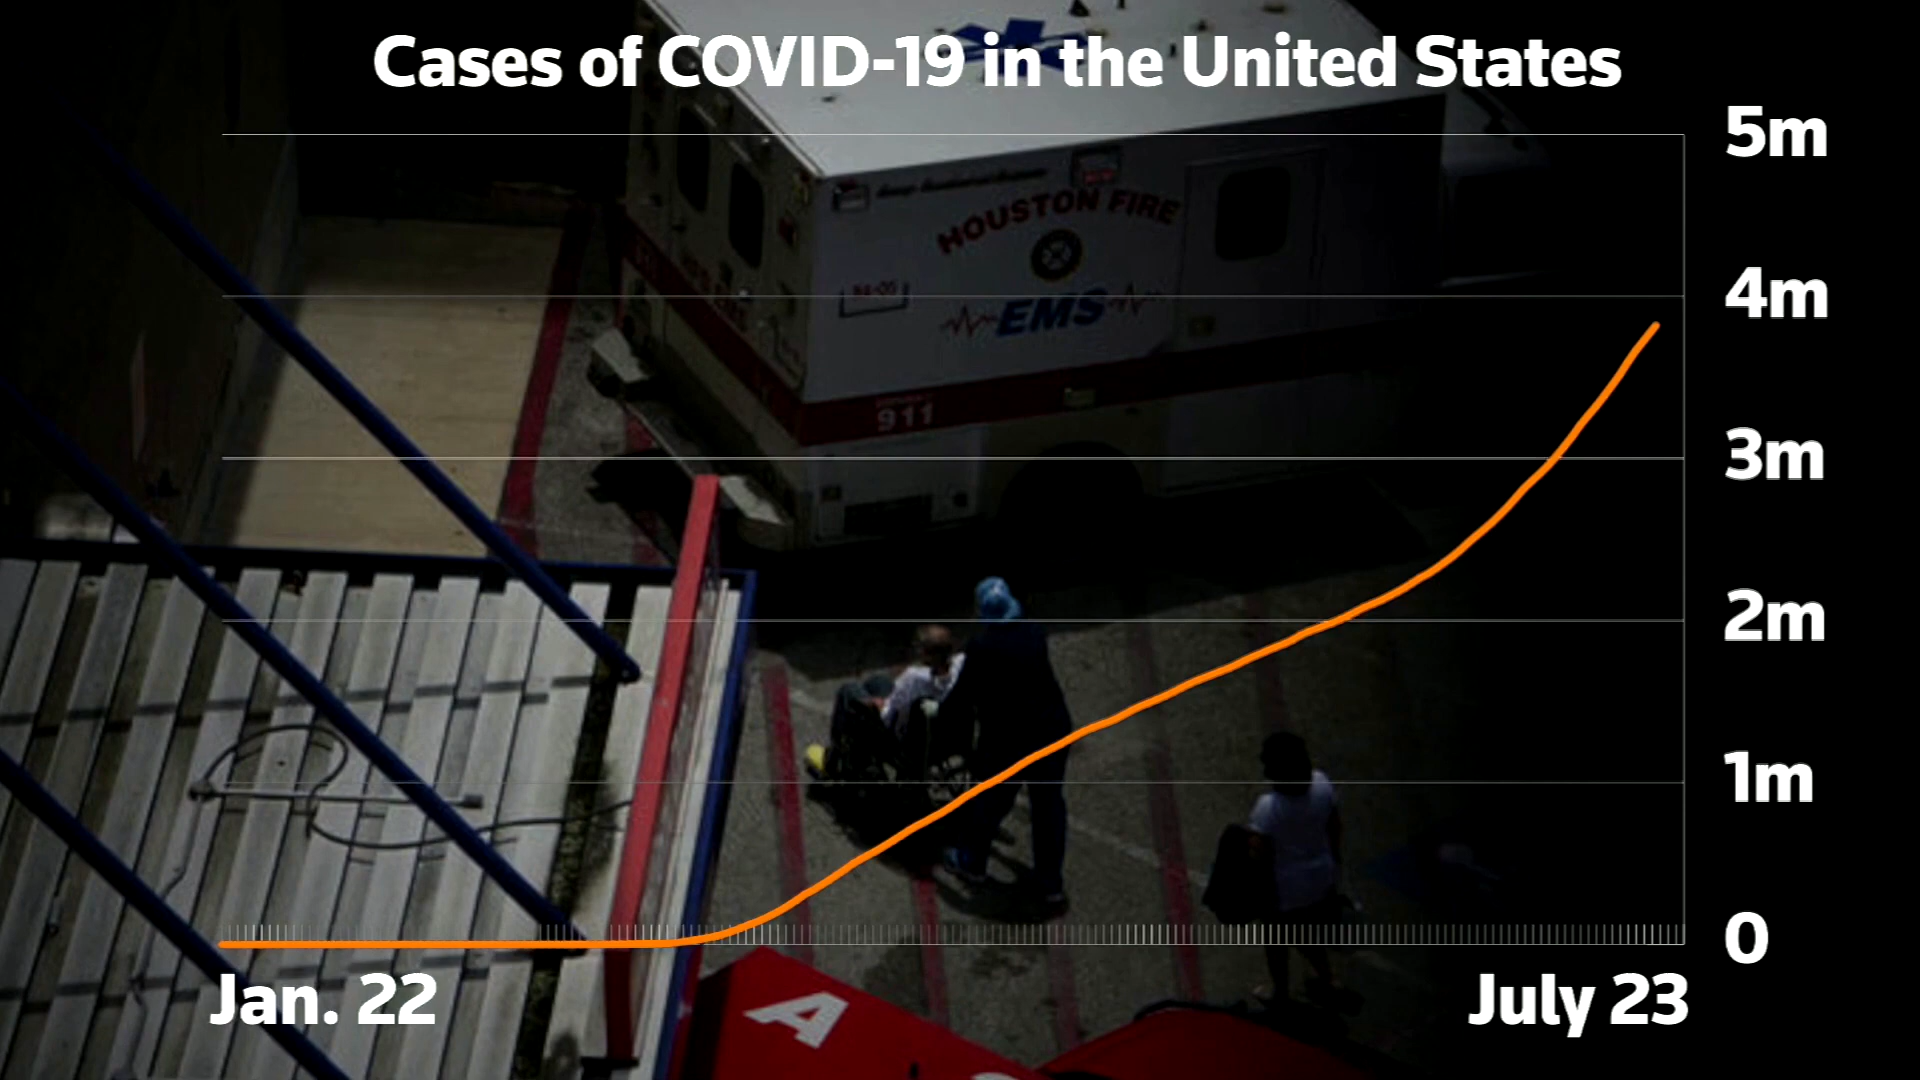 Cases of COVID-19 in the United States
5m
4m
3m
2m
1m
0
Jan. 22
July 23
HOUSTON FIRE
EMS
911
A